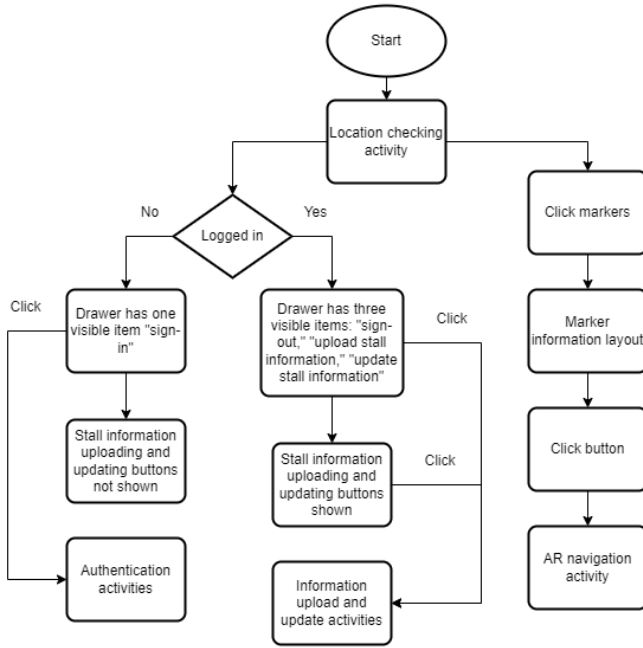 Start
Location checking
activity
No
Yes
Logged in
Click markers
Click
Drawer has one
visible item "sign-
in"
Drawer has three
visible items: "sign-
out," "upload stall
information," "update
stall information"
Click
Marker
information layout
Stall information
uploading and
updating buttons
not shown
Stall information
uploading and
updating buttons
shown
Click
Click button
Authentication
activities
Information
upload and
update activities
AR navigation
activity